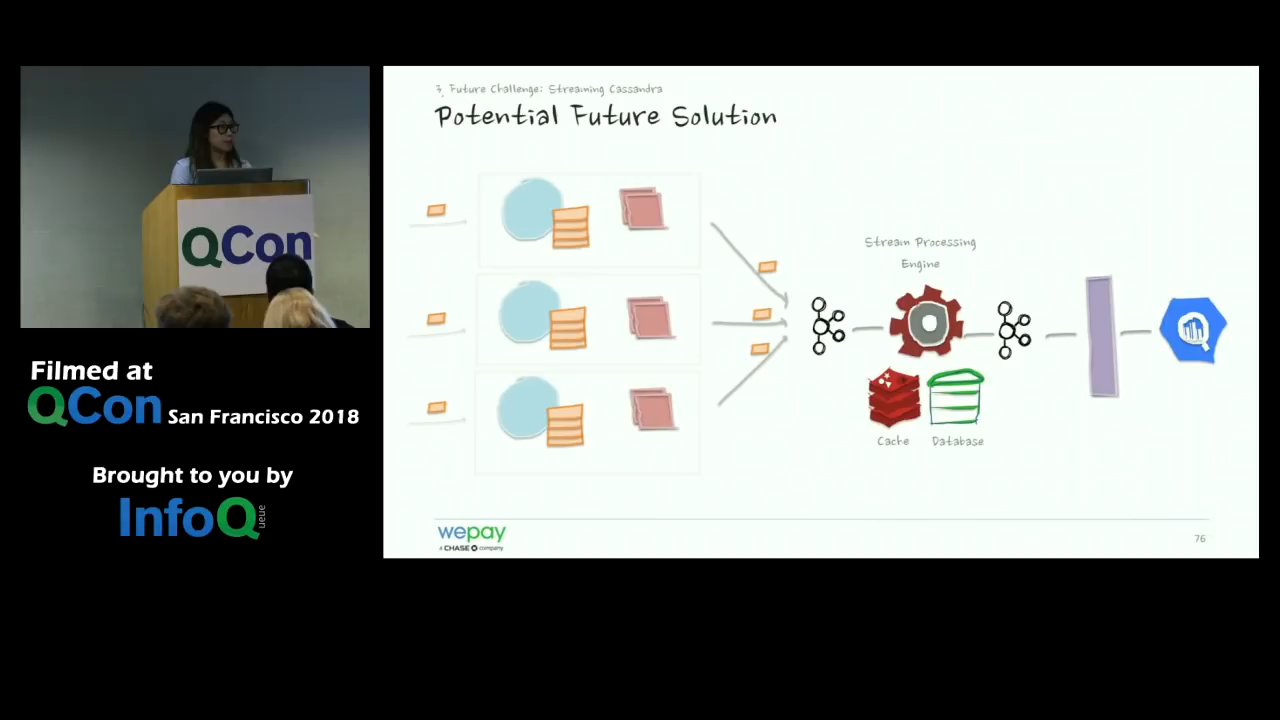 QCon
Filmed at
QCon San Francisco 2018
Brought to you by
InfoQ
ueue
3. Future Challenge: Streaming Cassandra
Potential Future Solution
Stream Processing
Engine
Cache
Database
wepay
A CHASE company
76